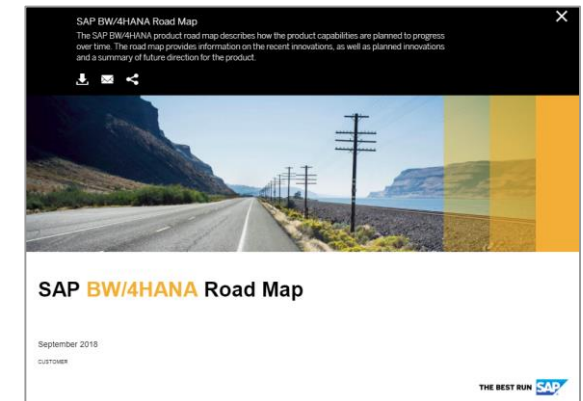 SAP BW/4HANA Road Map
The SAP BW/4HANA product road map describes how the product capabilities are planned to progress
over time. The road map provides information on the recent innovations, as well as planned innovations
and a summary of future direction for the product.
SAP BW/4HANA Road Map
September 2018
CUSTOMER
THE BEST RUN SAP